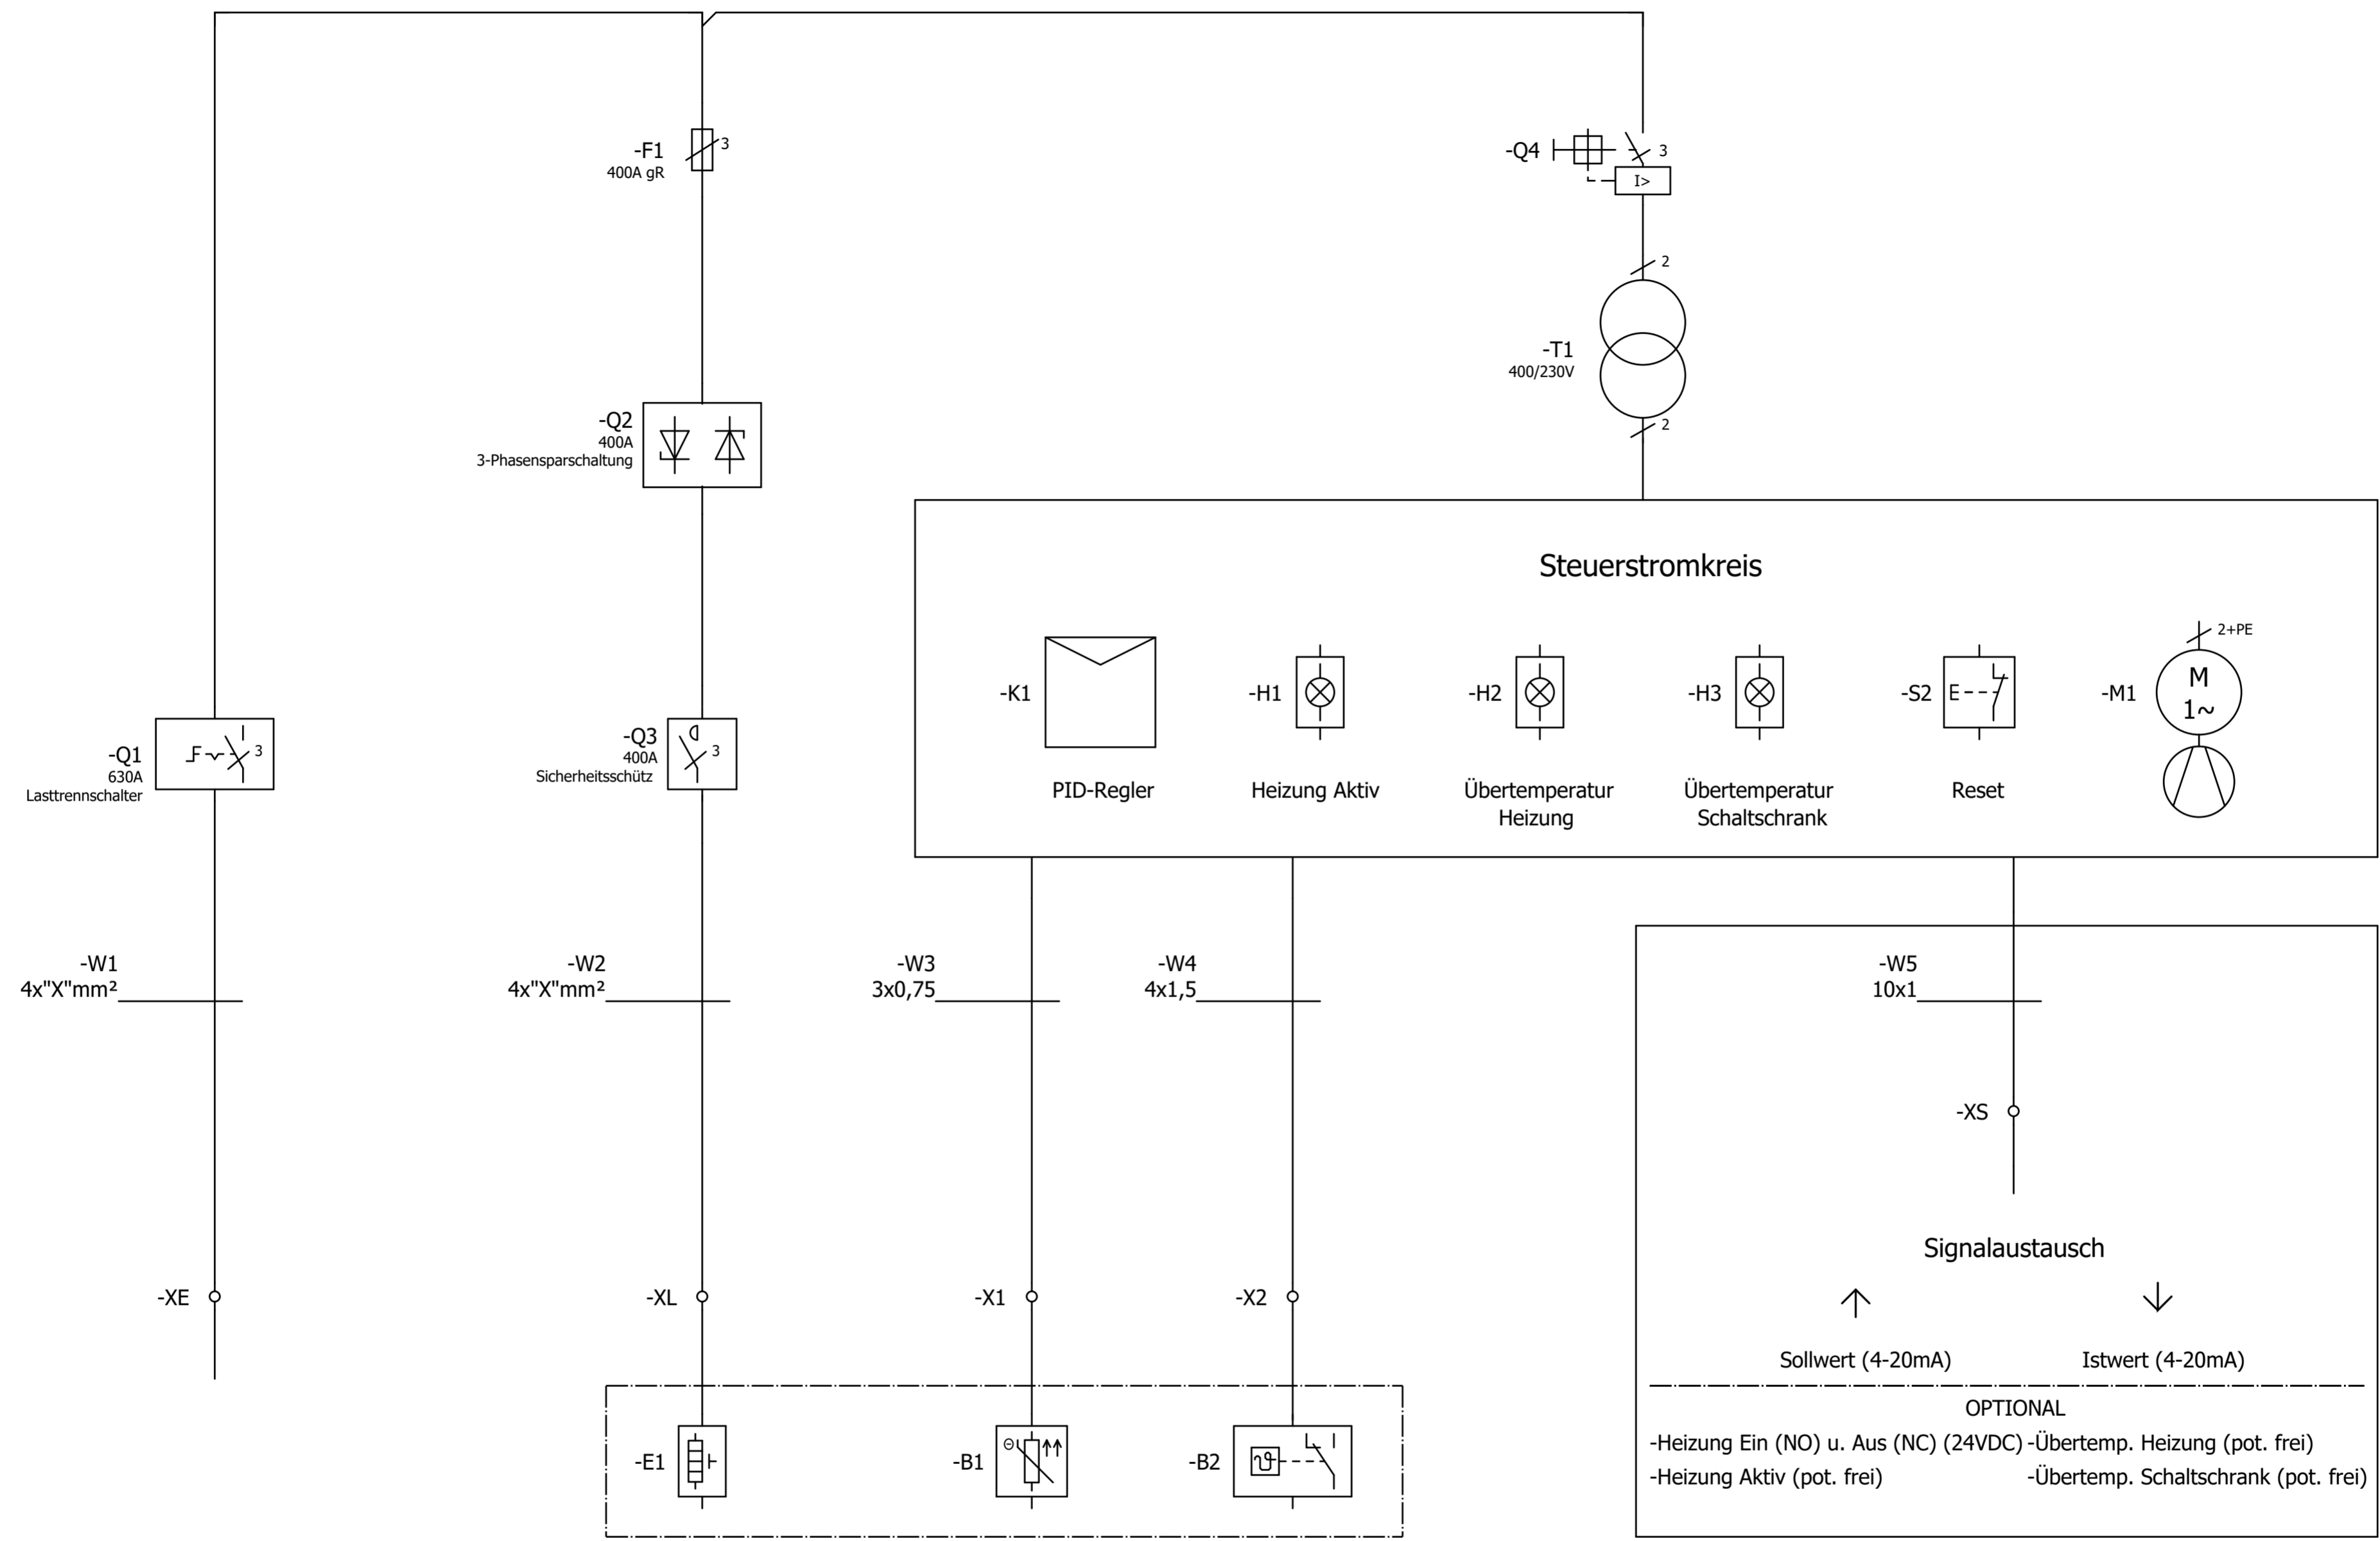 -F1
400A gR
3
-Q4
3
I>
2
-T1
400/230V
2
-Q2
400A
3-Phasensparschaltung
Steuerstromkreis
-K1
-H1
-H2
-H3
-S2
E
-M1
M
1~
2+PE
PID-Regler
Heizung Aktiv
Übertemperatur
Heizung
Übertemperatur
Schaltschrank
Reset
-Q1
630A
Lasttrennschalter
3
-Q3
400A
Sicherheitsschütz
3
-W1
4x"X"mm²
-W2
4x"X"mm²
-W3
3x0,75
-W4
4x1,5
-W5
10x1
-XS
-XE
-XL
-X1
-X2
Signalaustausch
Sollwert (4-20mA)
Istwert (4-20mA)
OPTIONAL
-Heizung Ein (NO) u. Aus (NC) (24VDC)
-Übertemp. Heizung (pot. frei)
-Heizung Aktiv (pot. frei)
-Übertemp. Schaltschrank (pot. frei)
-E1
-B1
-B2
ϑ